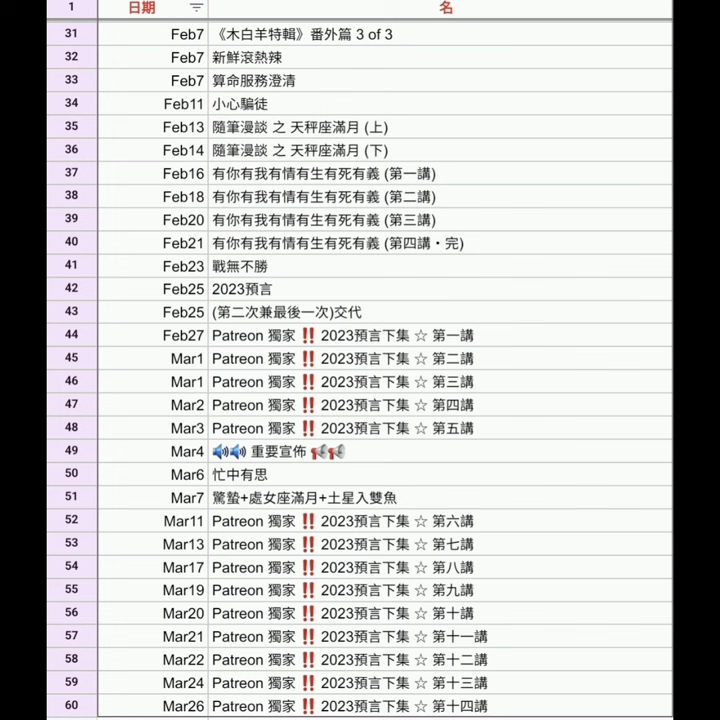 1 日期 名
31 Feb7 《木白羊特輯》番外篇 3 of 3
32 Feb7 新鮮滾熱辣
33 Feb7 算命服務澄清
34 Feb11 小心騙徒
35 Feb13 隨筆漫談 之 天秤座滿月 (上)
36 Feb14 隨筆漫談 之 天秤座滿月 (下)
37 Feb16 有你有我有情有生有死有義 (第一講)
38 Feb18 有你有我有情有生有死有義 (第二講)
39 Feb20 有你有我有情有生有死有義 (第三講)
40 Feb21 有你有我有情有生有死有義 (第四講・完)
41 Feb23 戰無不勝
42 Feb25 2023預言
43 Feb25 (第二次兼最後一次)交代
44 Feb27 Patreon 獨家 ‼️ 2023預言下集 ☆ 第一講
45 Mar1 Patreon 獨家 ‼️ 2023預言下集 ☆ 第二講
46 Mar1 Patreon 獨家 ‼️ 2023預言下集 ☆ 第三講
47 Mar2 Patreon 獨家 ‼️ 2023預言下集 ☆ 第四講
48 Mar3 Patreon 獨家 ‼️ 2023預言下集 ☆ 第五講
49 Mar4 🔊🔊 重要宣佈 📢📢
50 Mar6 忙中有思
51 Mar7 驚蟄+處女座滿月+土星入雙魚
52 Mar11 Patreon 獨家 ‼️ 2023預言下集 ☆ 第六講
53 Mar13 Patreon 獨家 ‼️ 2023預言下集 ☆ 第七講
54 Mar17 Patreon 獨家 ‼️ 2023預言下集 ☆ 第八講
55 Mar19 Patreon 獨家 ‼️ 2023預言下集 ☆ 第九講
56 Mar20 Patreon 獨家 ‼️ 2023預言下集 ☆ 第十講
57 Mar21 Patreon 獨家 ‼️ 2023預言下集 ☆ 第十一講
58 Mar22 Patreon 獨家 ‼️ 2023預言下集 ☆ 第十二講
59 Mar24 Patreon 獨家 ‼️ 2023預言下集 ☆ 第十三講
60 Mar26 Patreon 獨家 ‼️ 2023預言下集 ☆ 第十四講